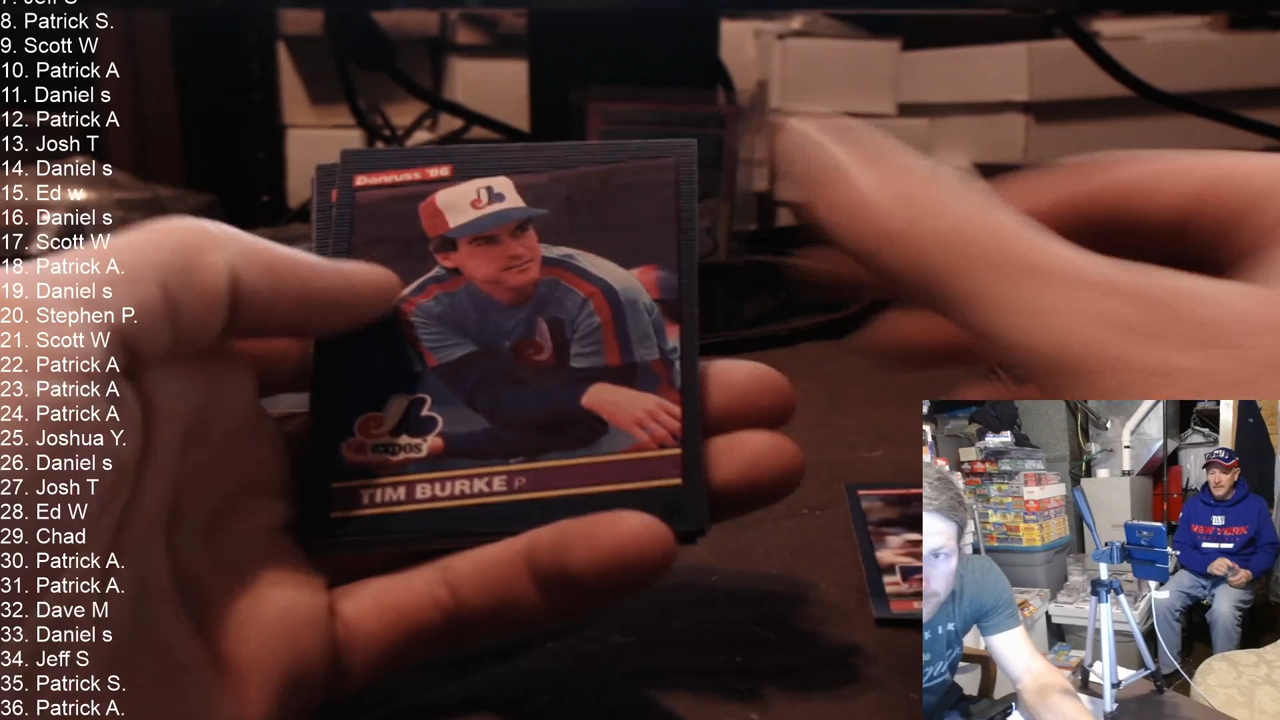 7. Jeff S
8. Patrick S.
9. Scott W
10. Patrick A
11. Daniel s
12. Patrick A
13. Josh T
14. Daniel s
15. Ed w
16. Daniel s
17. Scott W
18. Patrick A.
19. Daniel s
20. Stephen P.
21. Scott W
22. Patrick A
23. Patrick A
24. Patrick A
25. Joshua Y.
26. Daniel s
27. Josh T
28. Ed W
29. Chad
30. Patrick A.
31. Patrick A.
32. Dave M
33. Daniel s
34. Jeff S
35. Patrick S.
36. Patrick A.
Donruss '86
expos
TIM BURKE P
NEW YORK